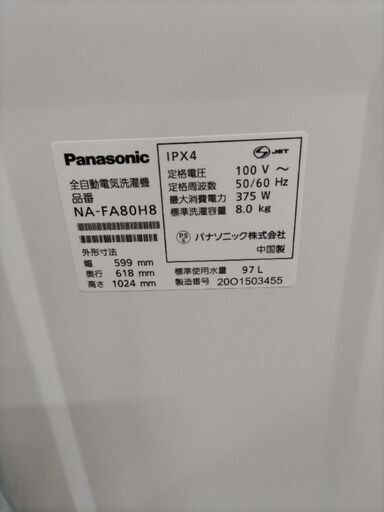 Panasonic
全自動電気洗濯機
品番
NA-FA80H8
外形寸法
幅 599 mm
奥行 618 mm
高さ 1024 mm
IPX4
S JET
定格電圧 100 V ～
定格周波数 50/60 Hz
最大消費電力 375 W
標準洗濯容量 8.0 kg
PS E パナソニック株式会社
中国製
標準使用水量 97 L
製造番号 20O1503455